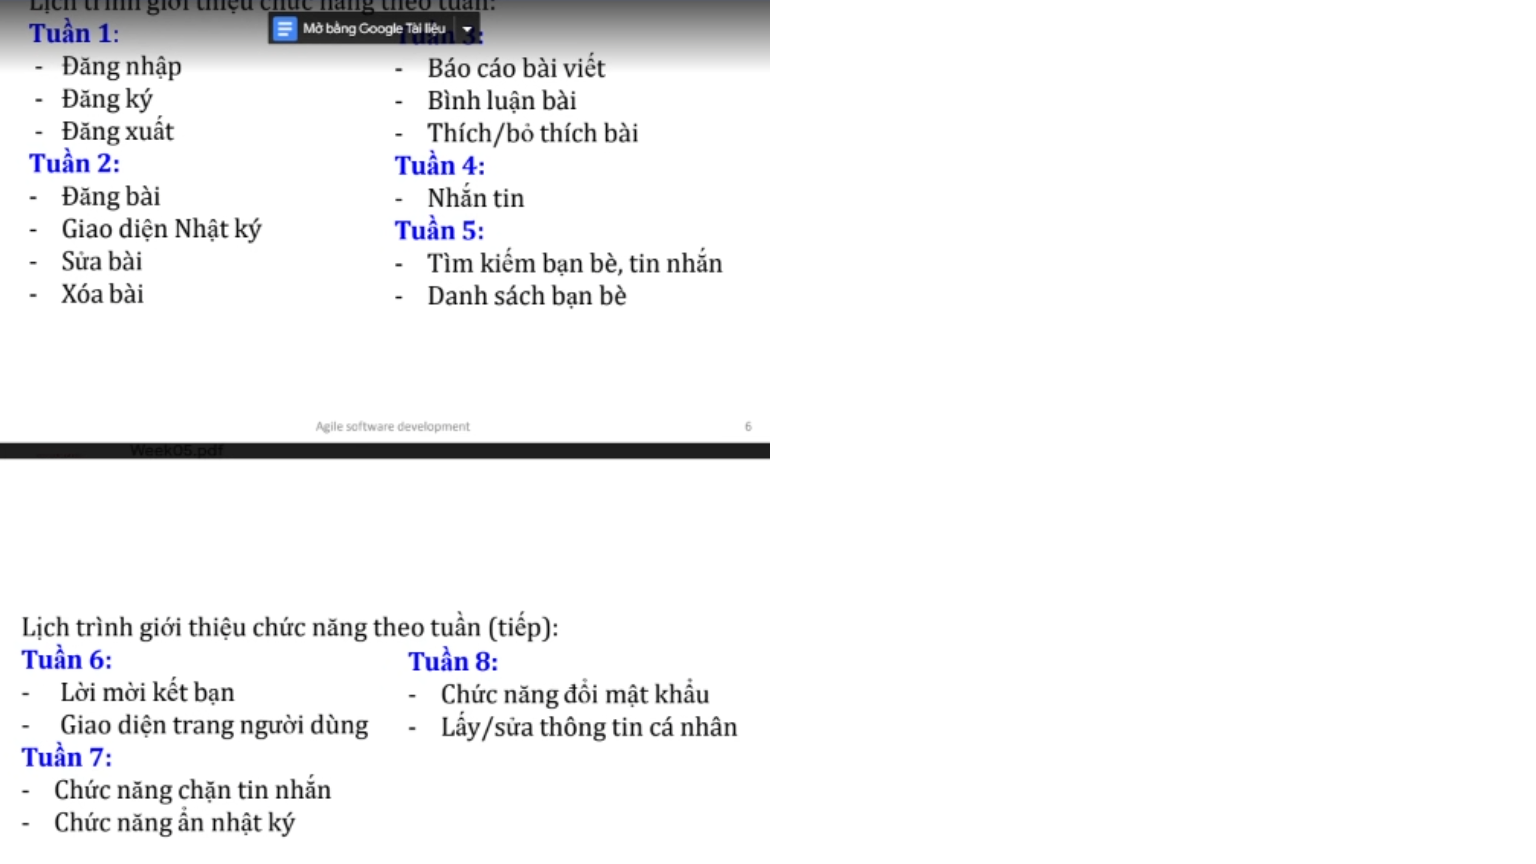 Lịch trình giới thiệu chức năng theo tuần:
Mở bằng Google Tài liệu
Tuần 1:
- Đăng nhập
- Đăng ký
- Đăng xuất
Tuần 2:
- Đăng bài
- Giao diện Nhật ký
- Sửa bài
- Xóa bài
Tuần 3:
- Báo cáo bài viết
- Bình luận bài
- Thích/bỏ thích bài
Tuần 4:
- Nhắn tin
Tuần 5:
- Tìm kiếm bạn bè, tin nhắn
- Danh sách bạn bè
Agile software development
6
Week05.pdf
Lịch trình giới thiệu chức năng theo tuần (tiếp):
Tuần 6:
- Lời mời kết bạn
- Giao diện trang người dùng
Tuần 7:
- Chức năng chặn tin nhắn
- Chức năng ẩn nhật ký
Tuần 8:
- Chức năng đổi mật khẩu
- Lấy/sửa thông tin cá nhân